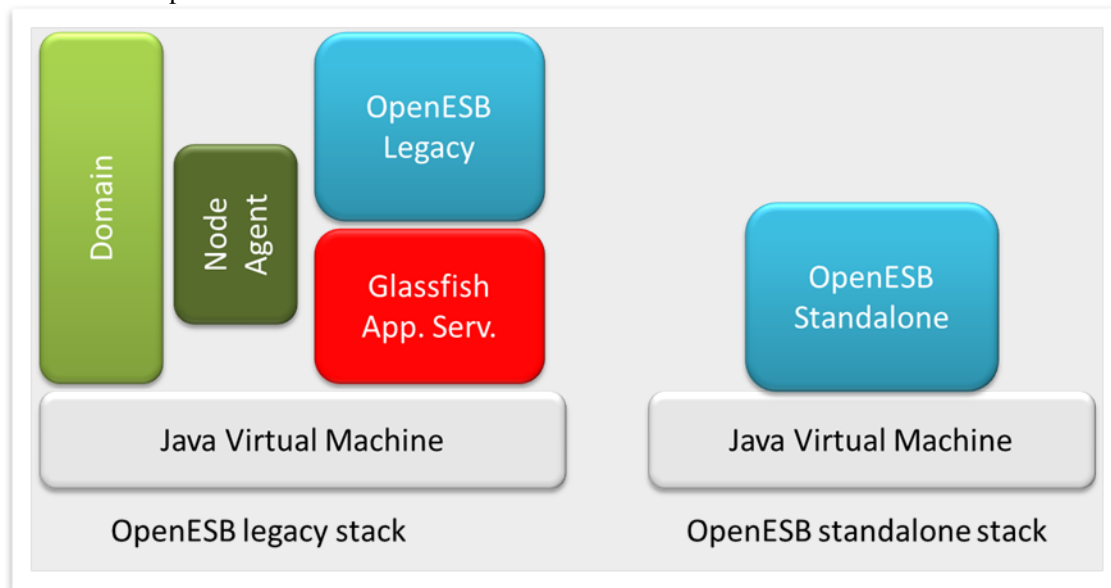 Domain
Node
Agent
OpenESB
Legacy
Glassfish
App. Serv.
Java Virtual Machine
OpenESB legacy stack
OpenESB
Standalone
Java Virtual Machine
OpenESB standalone stack